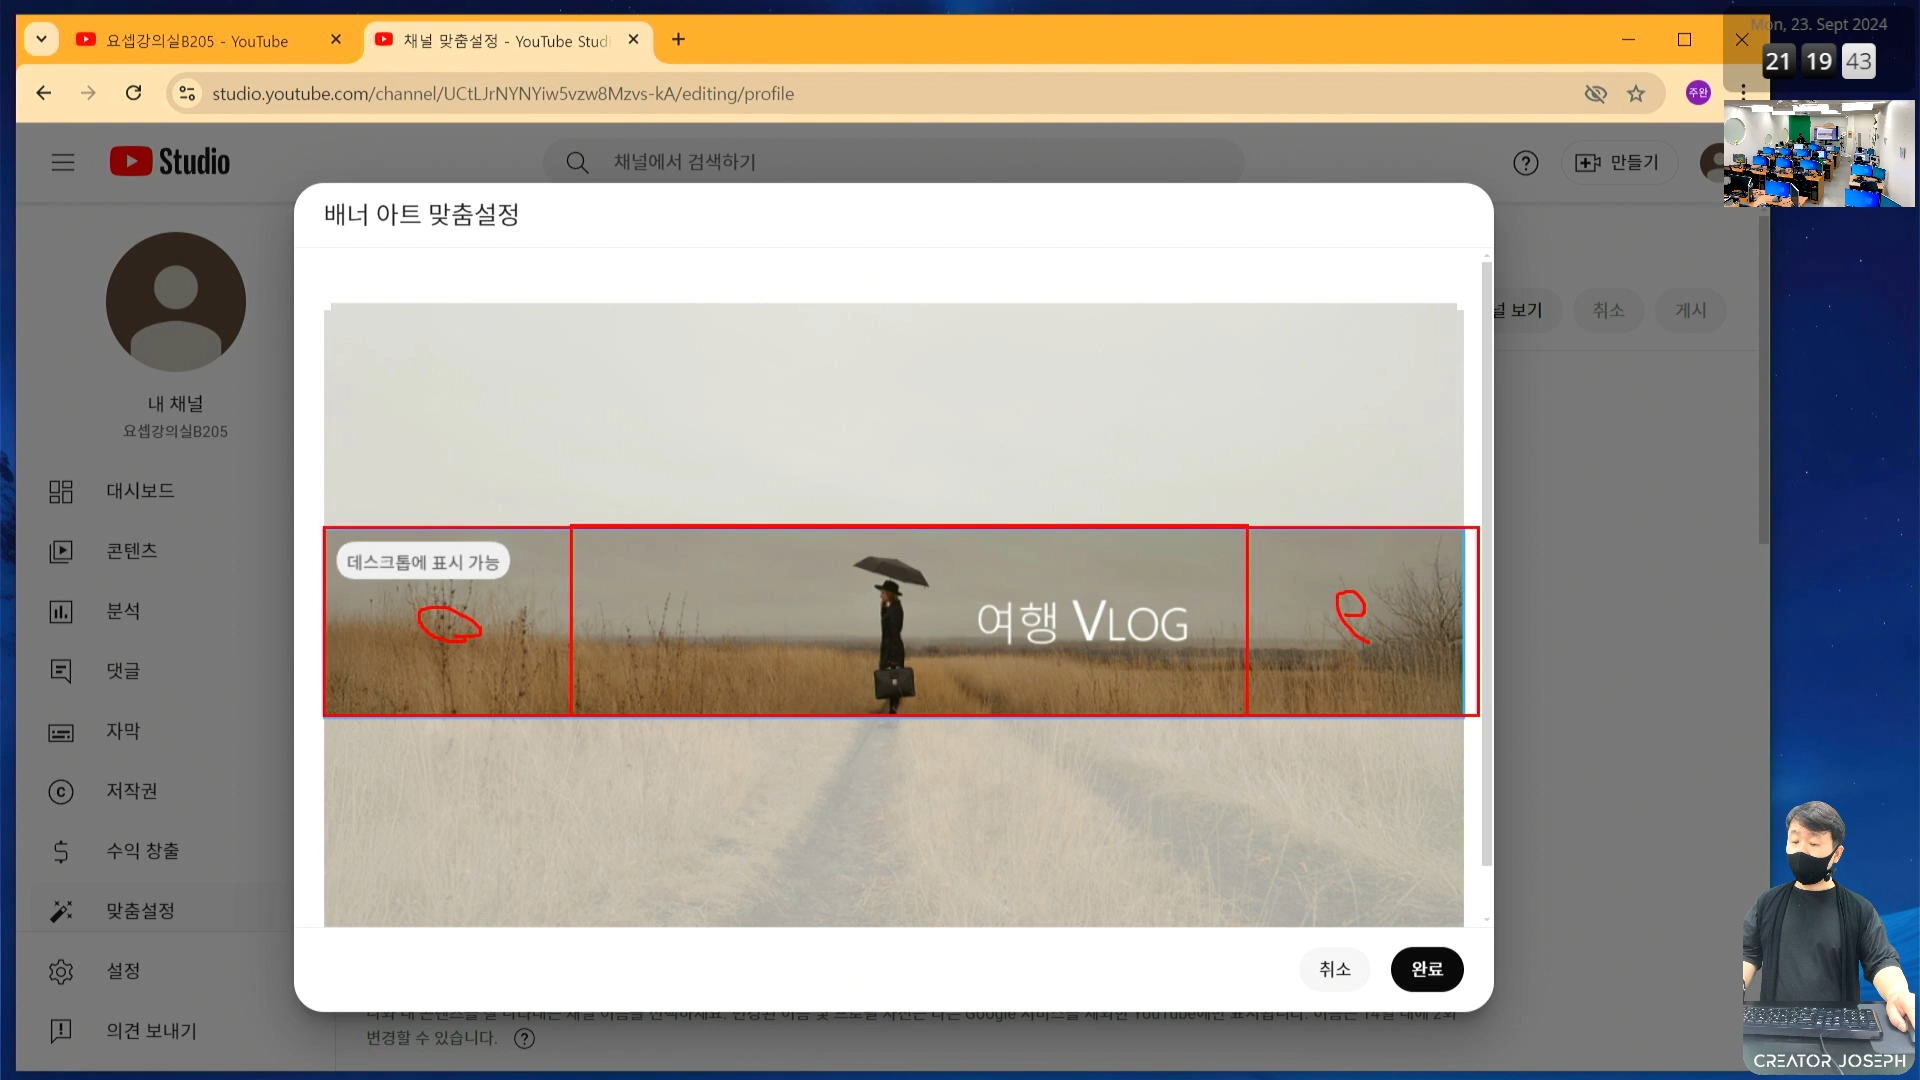 요셉강의실B205 - YouTube
채널 맞춤설정 - YouTube Stud
Mon, 23. Sept 2024
21 19 43
studio.youtube.com/channel/UCtLJrNYNYiw5vzw8Mzvs-kA/editing/profile
주완
Studio
채널에서 검색하기
만들기
배너 아트 맞춤설정
널 보기
취소
게시
내 채널
요셉강의실B205
대시보드
콘텐츠
분석
댓글
자막
저작권
수익 창출
맞춤설정
설정
의견 보내기
데스크톱에 표시 가능
여행 VLOG
취소
완료
변경할 수 있습니다.
CREATOR JOSEPH